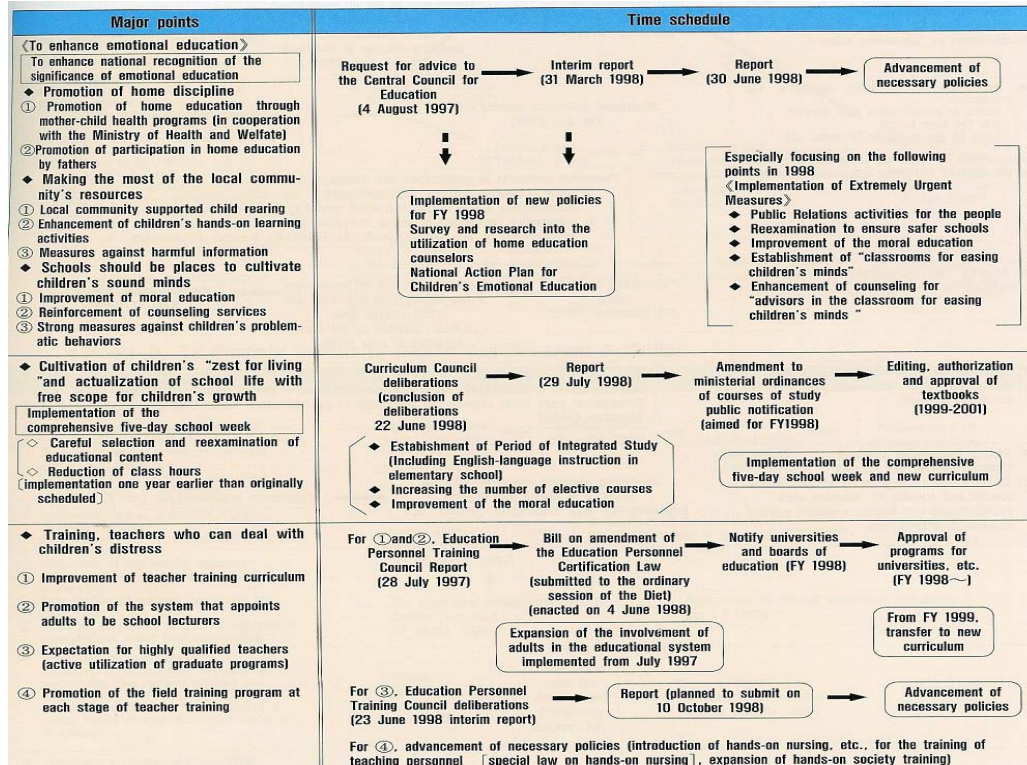 Major points
Time schedule
《To enhance emotional education》
To enhance national recognition of the
significance of emotional education
◆ Promotion of home discipline
① Promotion of home education through
mother-child health programs (in cooperation
with the Ministry of Health and Welfate)
②Promotion of participation in home education
by fathers
◆ Making the most of the local commu-
nity's resources
① Local community supported child rearing
② Enhancement of children's hands-on learning
activities
③ Measures against harmful information
◆ Schools should be places to cultivate
children's sound minds
① Improvement of moral education
② Reinforcement of counseling services
③ Strong measures against children's problem-
atic behaviors
Request for advice to
the Central Council for
Education
(4 August 1997)
Interim report
(31 March 1998)
Report
(30 June 1998)
Advancement of
necessary policies
Implementation of new policies
for FY 1998
Survey and research into the
utilization of home education
counselors
National Action Plan for
Children's Emotional Education
Especially focusing on the following
points in 1998
《Implementation of Extremely Urgent
Measures》
◆ Public Relations activities for the people
◆ Reexamination to ensure safer schools
◆ Improvement of the moral education
◆ Establishment of "classrooms for easing
children's minds"
◆ Enhancement of counseling for
"advisors in the classroom for easing
children's minds "
◆ Cultivation of children's "zest for living
"and actualization of school life with
free scope for children's growth
Implementation of the
comprehensive five-day school week
◇ Careful selection and reexamination of
educational content
◇ Reduction of class hours
〔implementation one year earlier than originally
scheduled〕
Curriculum Council
deliberations
(conclusion of
deliberations
22 June 1998)
Report
(29 July 1998)
Amendment to
ministerial ordinances
of courses of study
public notification
(aimed for FY1998)
Editing, authorization
and approval of
textbooks
(1999-2001)
◆ Estabishment of Period of Integrated Study
(Including English-language instruction in
elementary school)
◆ Increasing the number of elective courses
◆ Improvement of the moral education
Implementation of the comprehensive
five-day school week and new curriculum
◆ Training, teachers who can deal with
children's distress
① Improvement of teacher training curriculum
② Promotion of the system that appoints
adults to be school lecturers
③ Expectation for highly qualified teachers
(active utilization of graduate programs)
④ Promotion of the field training program at
each stage of teacher training
For ①and②, Education
Personnel Training
Council Report
(28 July 1997)
Bill on amendment of
the Education Personnel
Certification Law
(submitted to the ordinary
session of the Diet)
(enacted on 4 June 1998)
Notify universities
and boards of
education (FY 1998)
Approval of
programs for
universities, etc.
(FY 1998～)
Expansion of the involvement of
adults in the educational system
implemented from July 1997
From FY 1999,
transfer to new
curriculum
For ③, Education Personnel
Training Council deliberations
(23 June 1998 interim report)
Report (planned to submit on
10 October 1998)
Advancement of
necessary policies
For ④, advancement of necessary policies (introduction of hands-on nursing, etc., for the training of
teaching personnel [special law on hands-on nursing], expansion of hands-on society training)